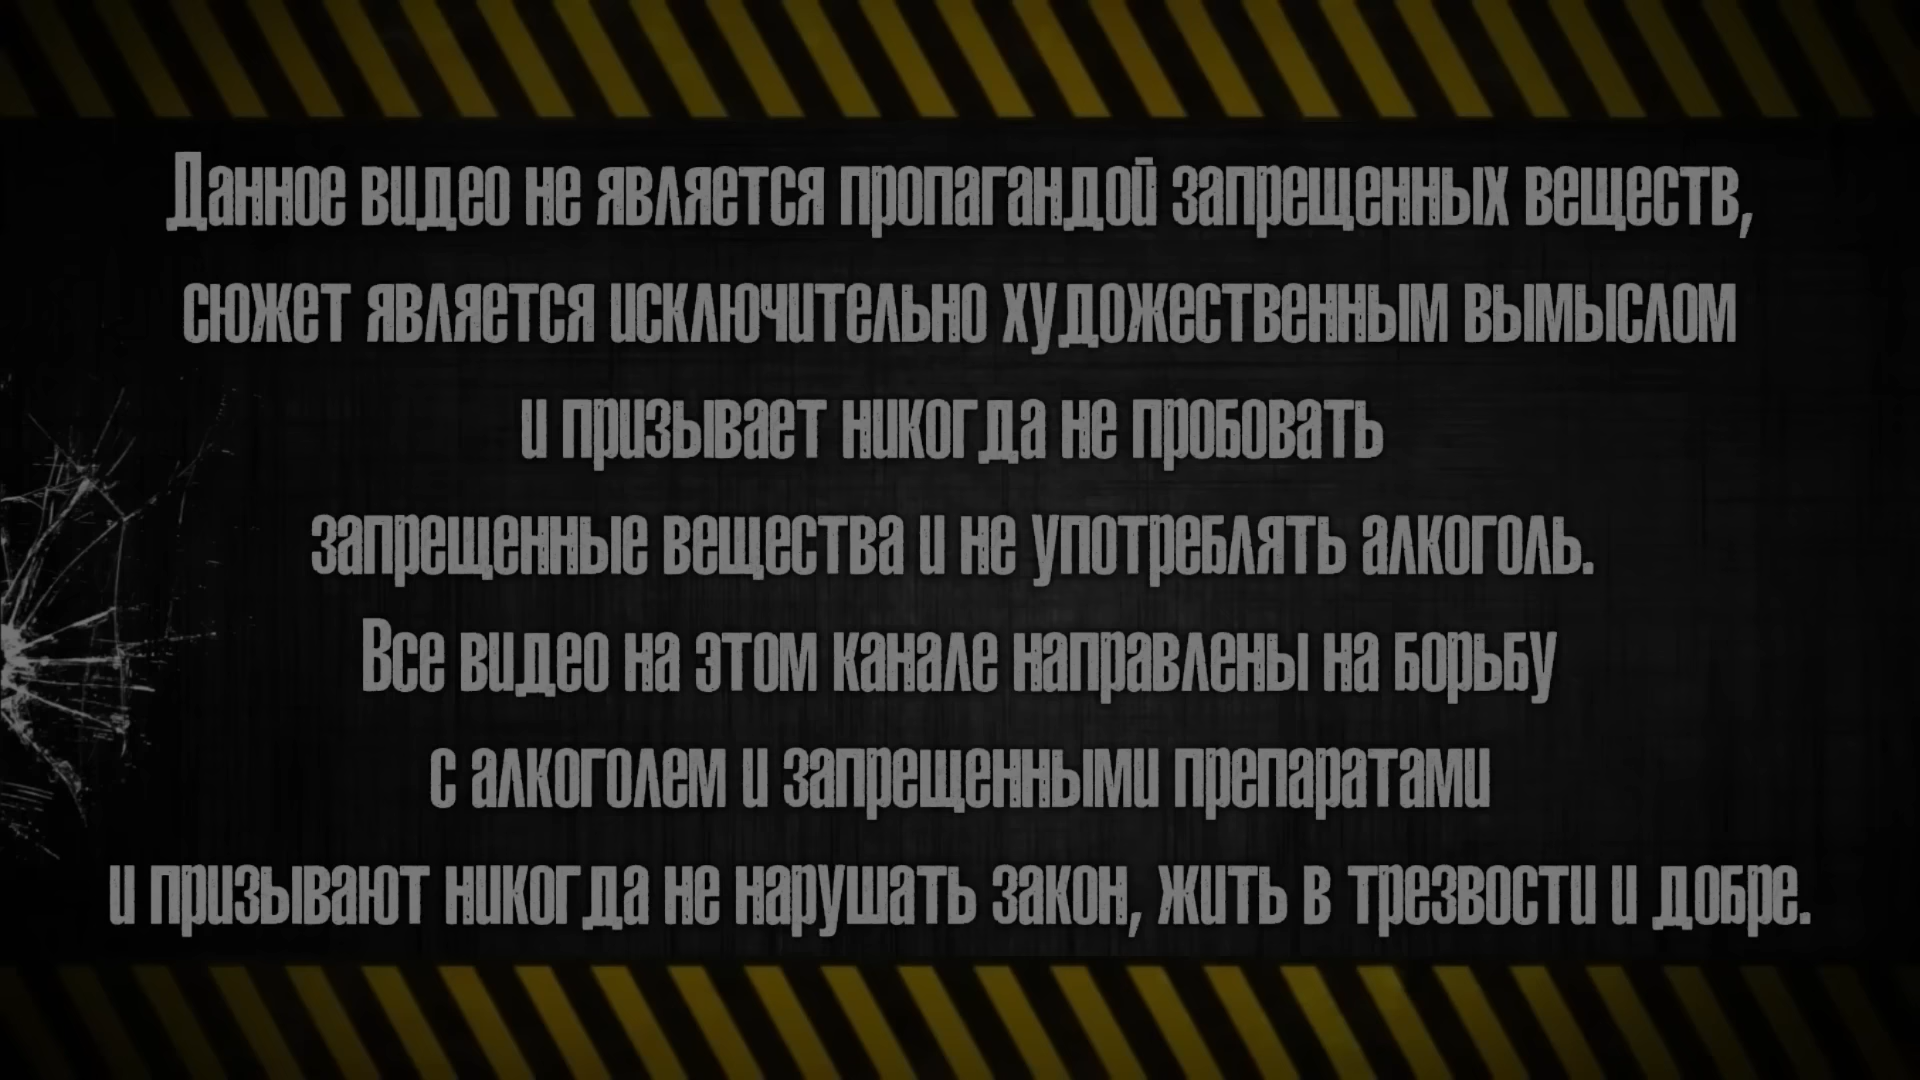 Данное видео не является пропагандой запрещенных веществ,
сюжет является исключительно художественным вымыслом
и призывает никогда не пробовать
запрещенные вещества и не употреблять алкоголь.
Все видео на этом канале направлены на борьбу
с алкоголем и запрещенными препаратами
и призывают никогда не нарушать закон, жить в трезвости и добре.